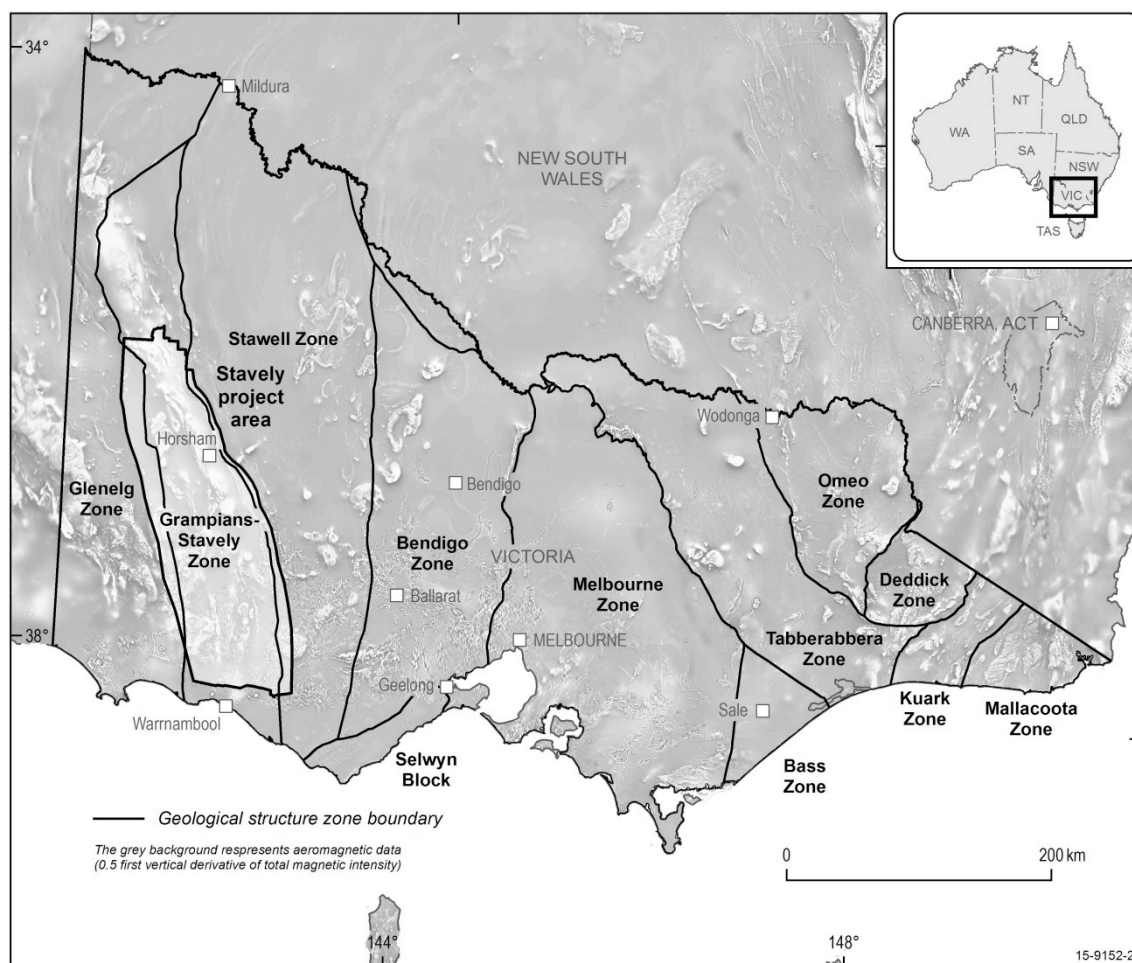 34°
Mildura
NEW SOUTH
WALES
NT
QLD
WA
SA
NSW
VIC
TAS
CANBERRA, ACT
Stawell Zone
Stavely
project
area
Wodonga
Horsham
Glenelg
Zone
Grampians-
Stavely
Zone
Bendigo
Omeo
Zone
Bendigo
Zone
VICTORIA
Melbourne
Zone
Deddick
Zone
Ballarat
38°
MELBOURNE
Tabberabbera
Zone
Geelong
Warrnambool
Sale
Kuark
Zone
Mallacoota
Zone
Selwyn
Block
Bass
Zone
Geological structure zone boundary
The grey background respresents aeromagnetic data
(0.5 first vertical derivative of total magnetic intensity)
0
200 km
144°
148°
15-9152-2